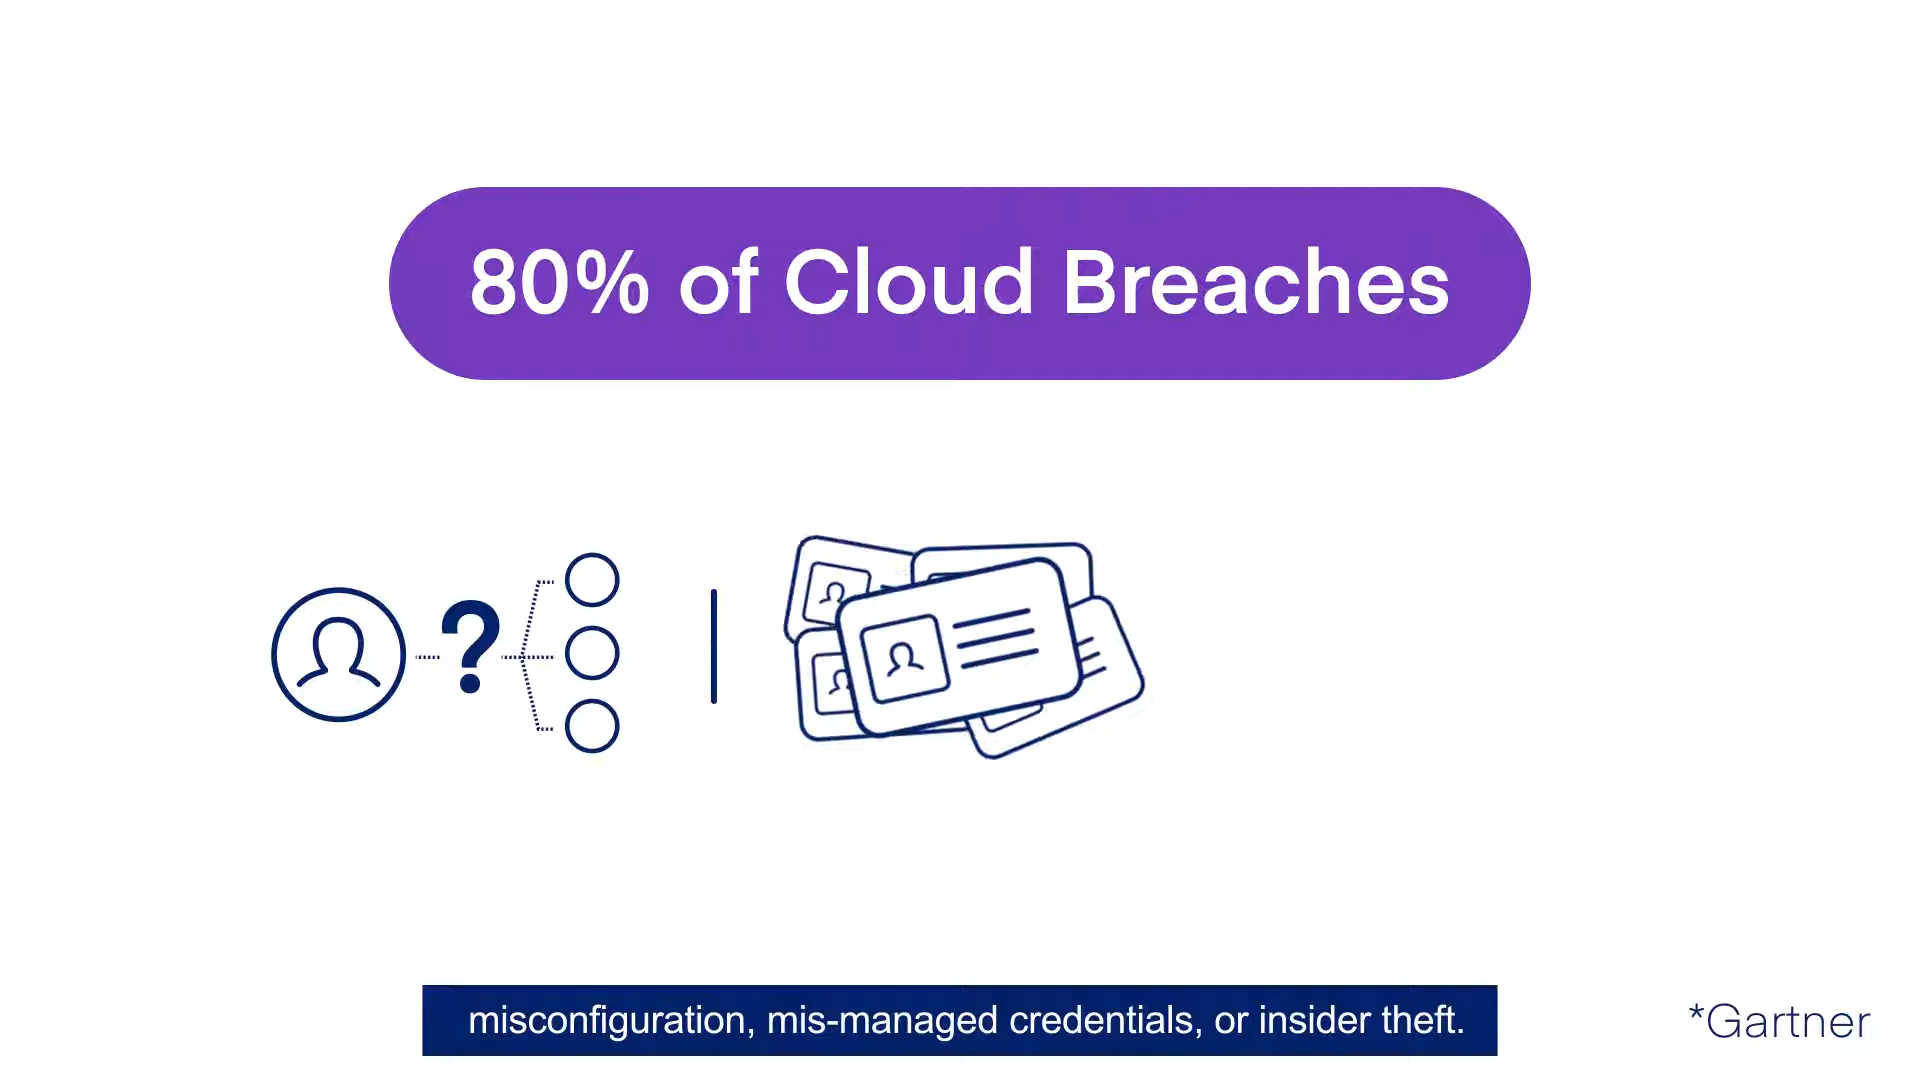 80% of Cloud Breaches
?
misconfiguration, mis-managed credentials, or insider theft.
*Gartner